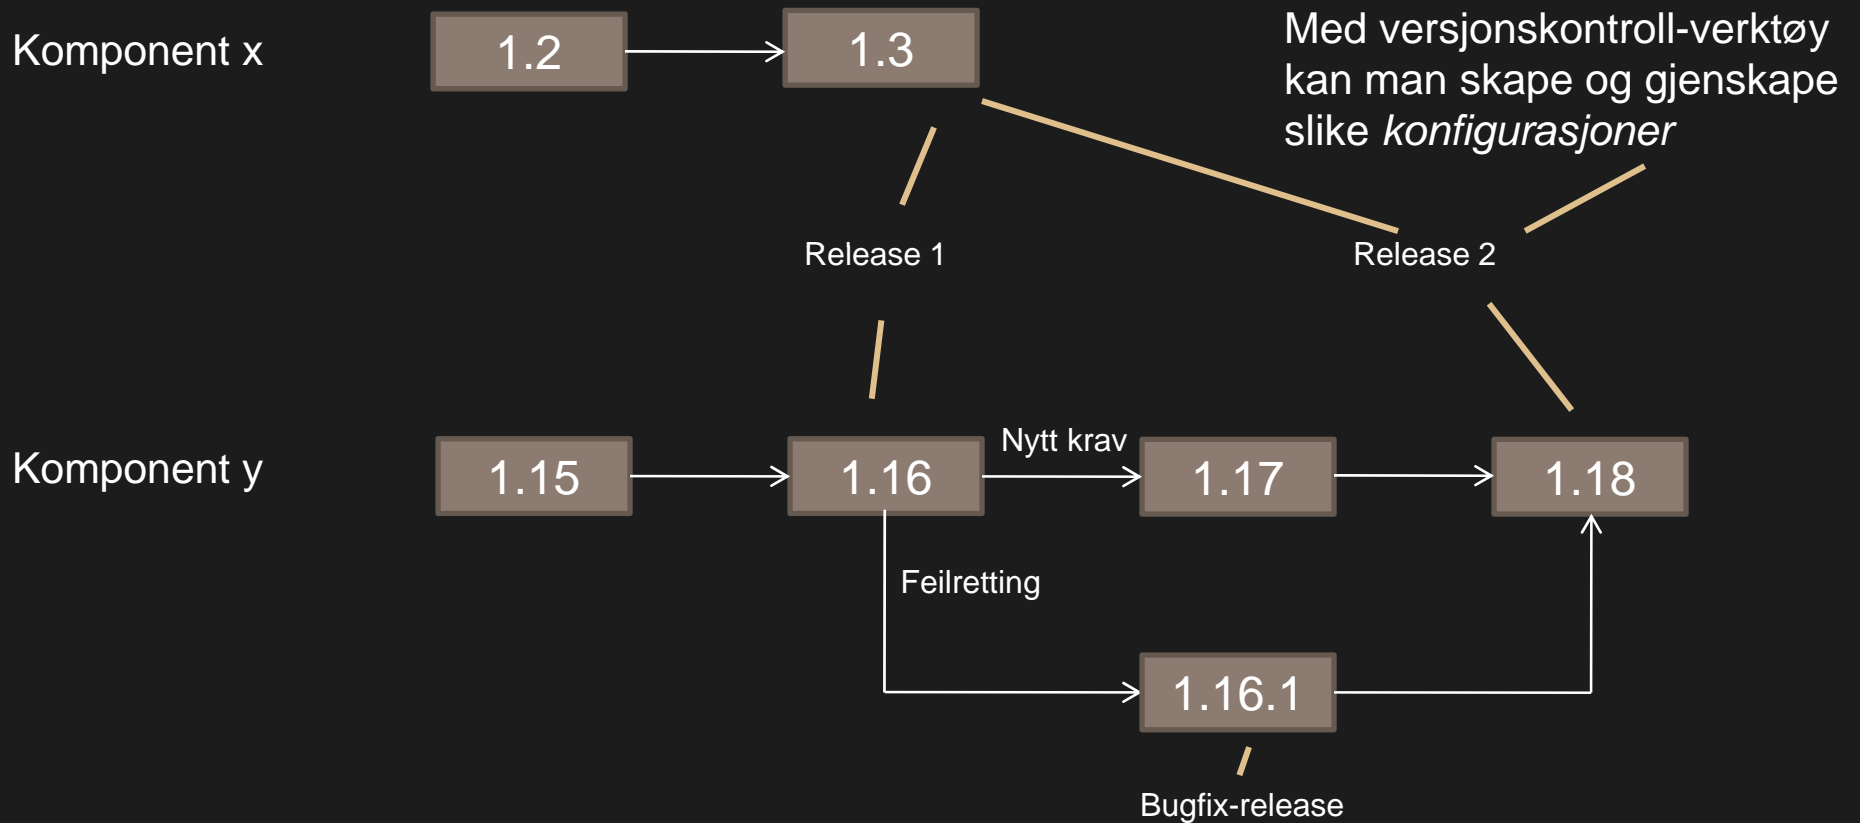 Komponent x
1.2
1.3
Med versjonskontroll-verktøy
kan man skape og gjenskape
slike konfigurasjoner
Release 1
Release 2
Komponent y
1.15
1.16
Nytt krav
1.17
1.18
Feilretting
1.16.1
Bugfix-release